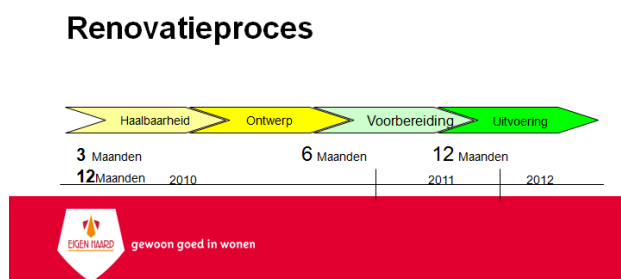 Renovatieproces
Haalbaarheid Ontwerp Voorbereiding Uitvoering
3 Maanden 6 Maanden 12 Maanden
12Maanden 2010 2011 2012
EIGEN HAARD gewoon goed in wonen